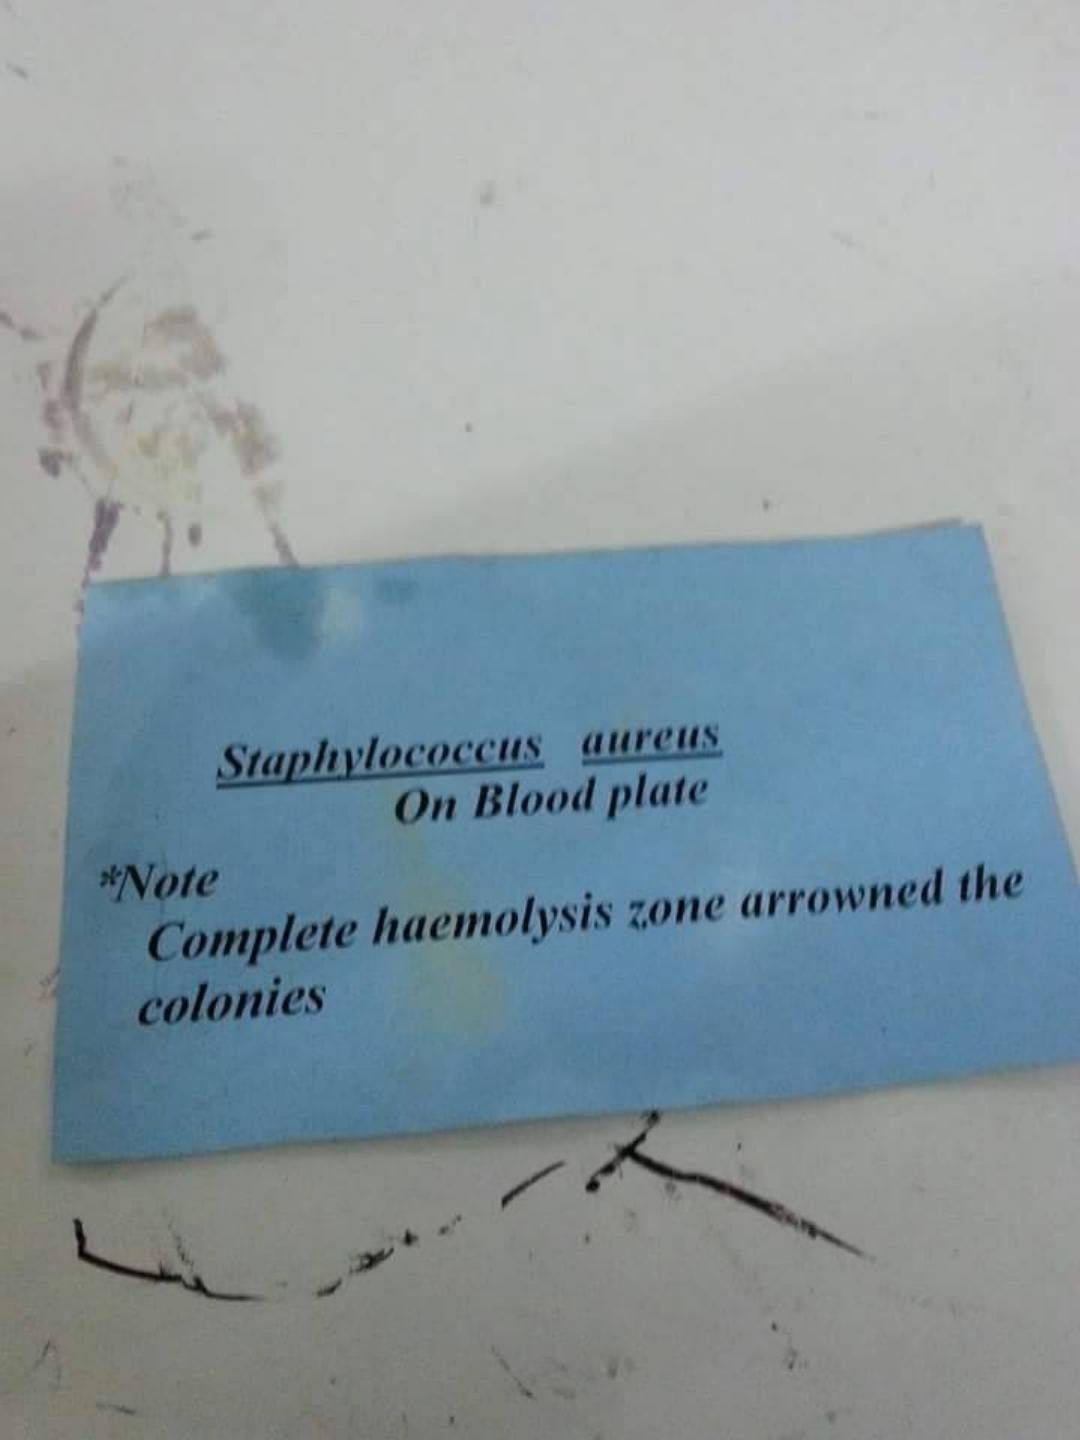 Staphylococcus aureus
On Blood plate
*Note
Complete haemolysis zone arrowned the
colonies